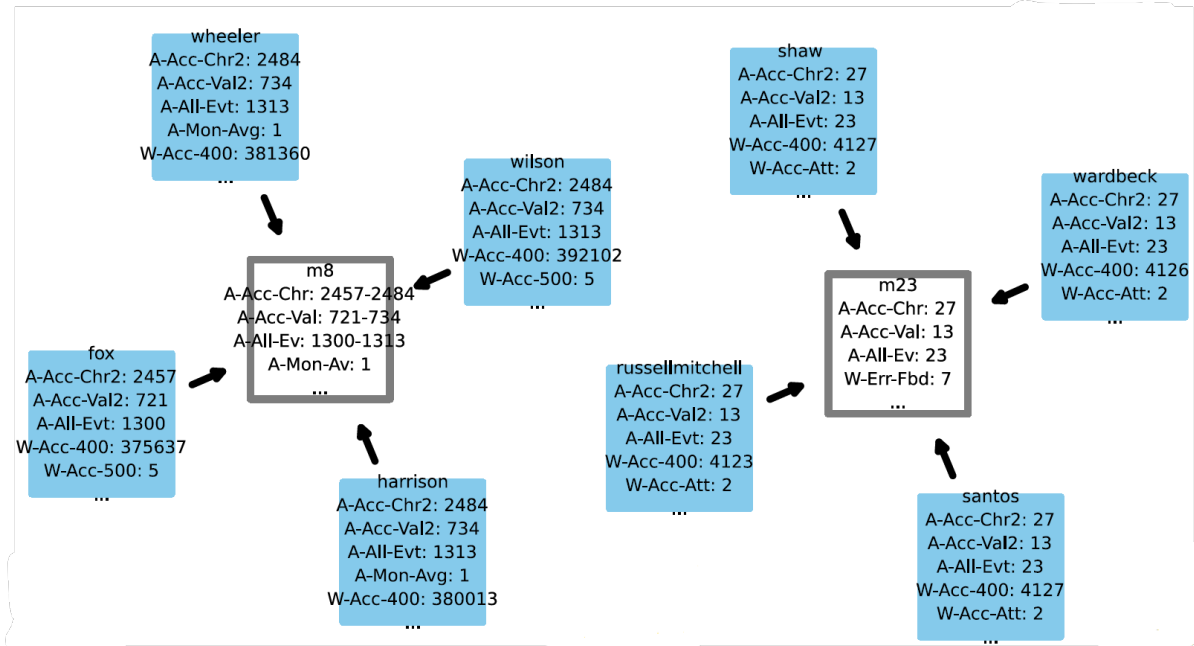 wheeler
A-Acc-Chr2: 2484
A-Acc-Val2: 734
A-All-Evt: 1313
A-Mon-Avg: 1
W-Acc-400: 381360
...
wilson
A-Acc-Chr2: 2484
A-Acc-Val2: 734
A-All-Evt: 1313
W-Acc-400: 392102
W-Acc-500: 5
...
m8
A-Acc-Chr: 2457-2484
A-Acc-Val: 721-734
A-All-Ev: 1300-1313
A-Mon-Av: 1
...
fox
A-Acc-Chr2: 2457
A-Acc-Val2: 721
A-All-Evt: 1300
W-Acc-400: 375637
W-Acc-500: 5
...
harrison
A-Acc-Chr2: 2484
A-Acc-Val2: 734
A-All-Evt: 1313
A-Mon-Avg: 1
W-Acc-400: 380013
...
shaw
A-Acc-Chr2: 27
A-Acc-Val2: 13
A-All-Evt: 23
W-Acc-400: 4127
W-Acc-Att: 2
...
wardbeck
A-Acc-Chr2: 27
A-Acc-Val2: 13
A-All-Evt: 23
W-Acc-400: 4126
W-Acc-Att: 2
...
m23
A-Acc-Chr: 27
A-Acc-Val: 13
A-All-Ev: 23
W-Err-Fbd: 7
...
russellmitchell
A-Acc-Chr2: 27
A-Acc-Val2: 13
A-All-Evt: 23
W-Acc-400: 4123
W-Acc-Att: 2
...
santos
A-Acc-Chr2: 27
A-Acc-Val2: 13
A-All-Evt: 23
W-Acc-400: 4127
W-Acc-Att: 2
...